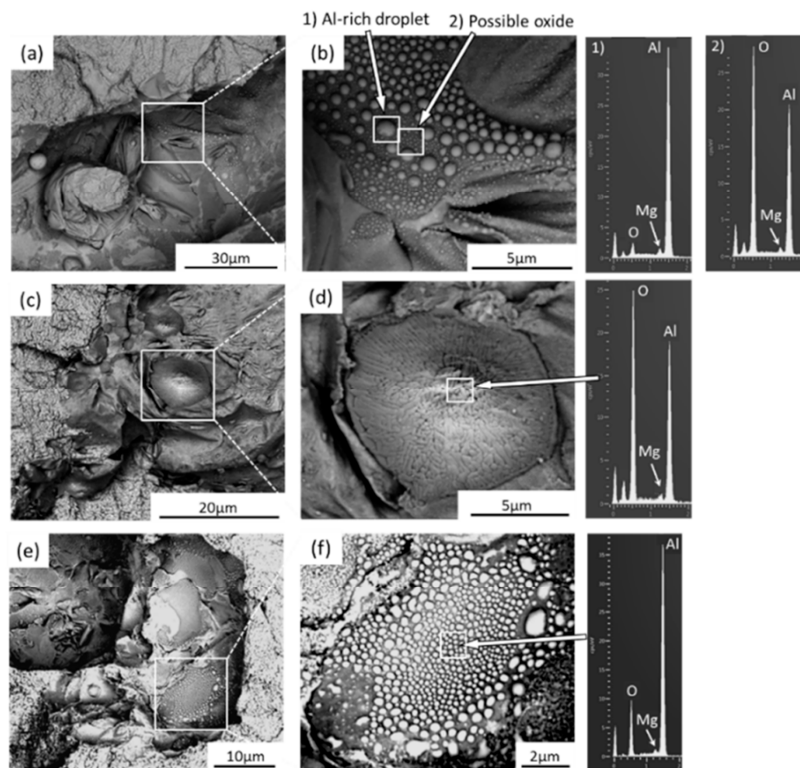 1) Al-rich droplet
2) Possible oxide
(a)
30μm
(b)
5μm
1)
Al
O
Mg
2)
O
Al
Mg
(c)
20μm
(d)
5μm
O
Al
Mg
(e)
10μm
(f)
2μm
Al
O
Mg